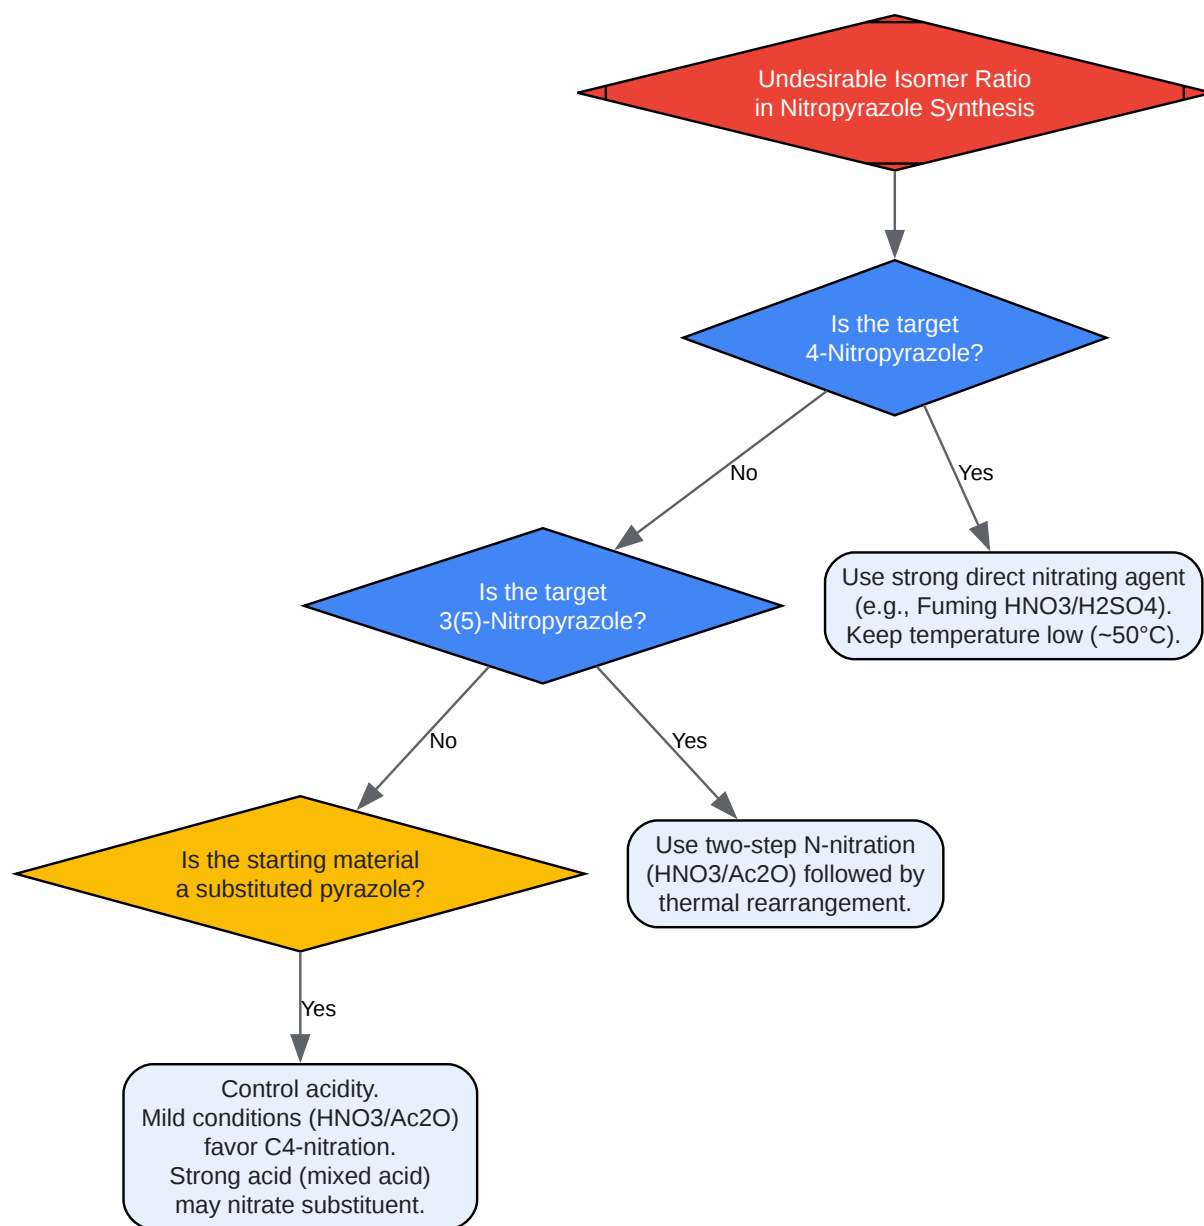 Undesirable Isomer Ratio
in Nitropyrazole Synthesis
Is the target
4-Nitropyrazole?
No
Yes
Is the target
3(5)-Nitropyrazole?
Use strong direct nitrating agent
(e.g., Fuming HNO3/H2SO4).
Keep temperature low (~50°C).
No
Yes
Is the starting material
a substituted pyrazole?
Use two-step N-nitration
(HNO3/Ac2O) followed by
thermal rearrangement.
Yes
Control acidity.
Mild conditions (HNO3/Ac2O)
favor C4-nitration.
Strong acid (mixed acid)
may nitrate substituent.